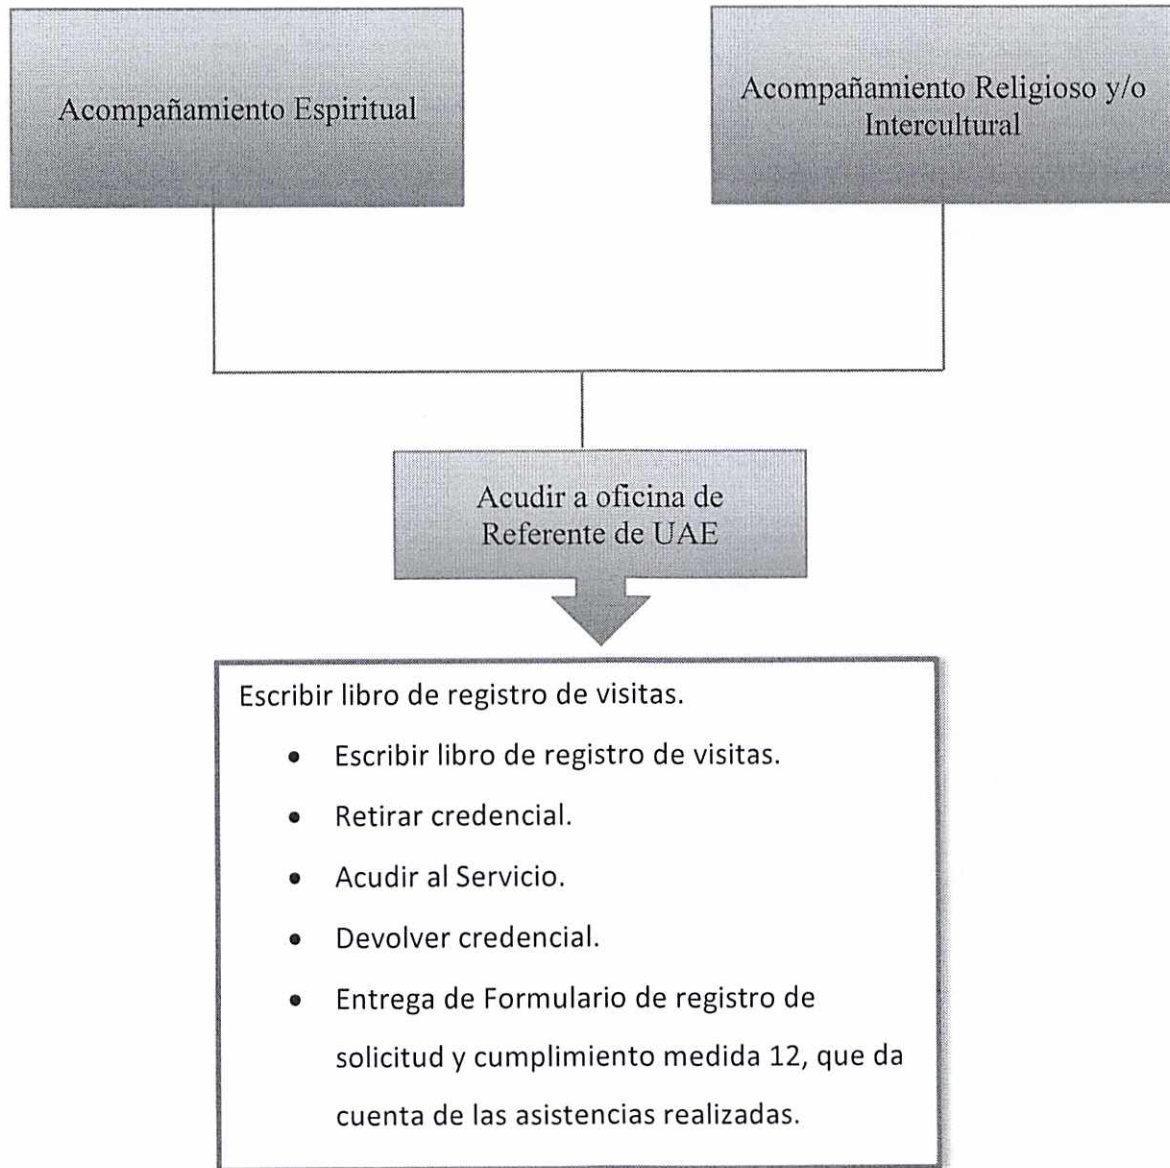 Acompañamiento Espiritual
Acompañamiento Religioso y/o
Intercultural
Acudir a oficina de
Referente de UAE
Escribir libro de registro de visitas.
• Escribir libro de registro de visitas.
• Retirar credencial.
• Acudir al Servicio.
• Devolver credencial.
• Entrega de Formulario de registro de
solicitud y cumplimiento medida 12, que da
cuenta de las asistencias realizadas.